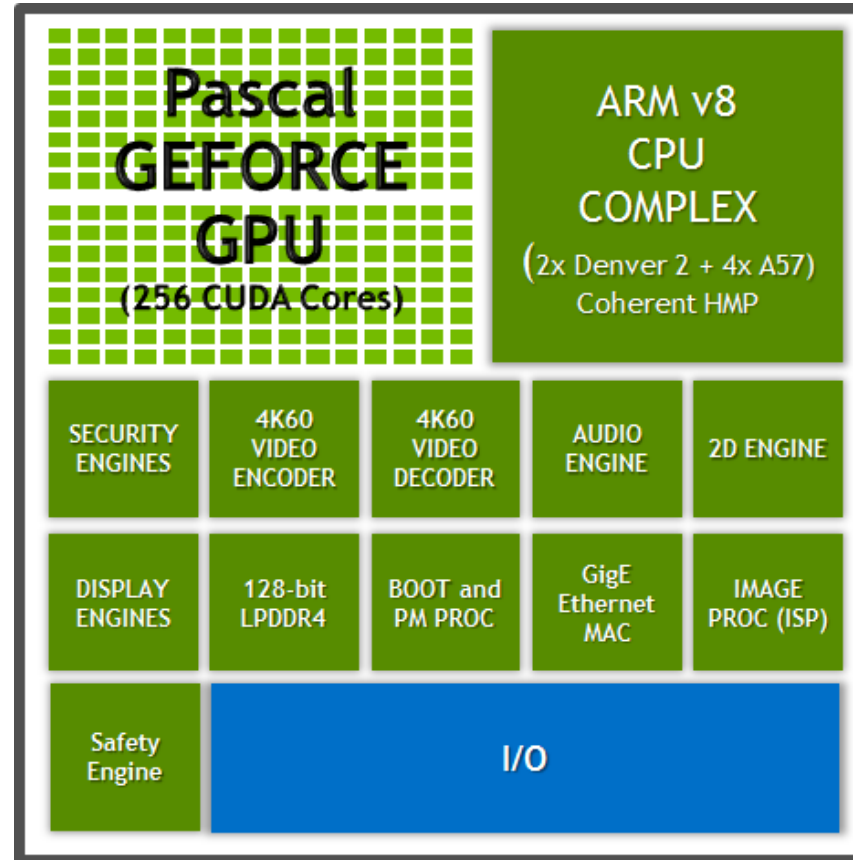 Pascal
GEFORCE
GPU
(256 CUDA Cores)
ARM v8
CPU
COMPLEX
(2x Denver 2 + 4x A57)
Coherent HMP
SECURITY
ENGINES
4K60
VIDEO
ENCODER
4K60
VIDEO
DECODER
AUDIO
ENGINE
2D ENGINE
DISPLAY
ENGINES
128-bit
LPDDR4
BOOT and
PM PROC
GigE
Ethernet
MAC
IMAGE
PROC (ISP)
Safety
Engine
I/O